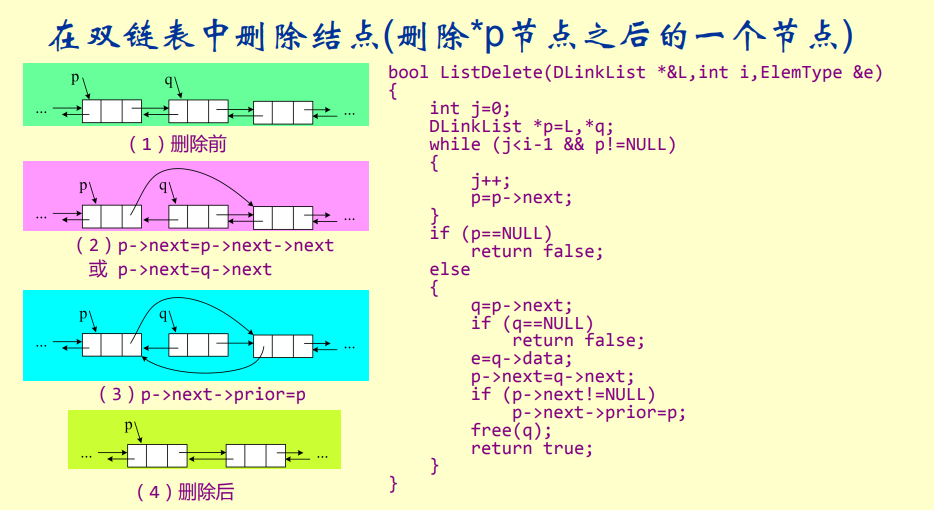 在双链表中删除结点(删除*p节点之后的一个节点)
p
q
...
...
(1)删除前
p
q
...
...
(2)p->next=p->next->next
或 p->next=q->next
p
q
...
...
(3)p->next->prior=p
p
...
...
(4)删除后
bool ListDelete(DLinkList *&L,int i,ElemType &e)
{
    int j=0;
    DLinkList *p=L,*q;
    while (j<i-1 && p!=NULL)
    {
        j++;
        p=p->next;
    }
    if (p==NULL)
        return false;
    else
    {
        q=p->next;
        if (q==NULL)
            return false;
        e=q->data;
        p->next=q->next;
        if (p->next!=NULL)
            p->next->prior=p;
        free(q);
        return true;
    }
}